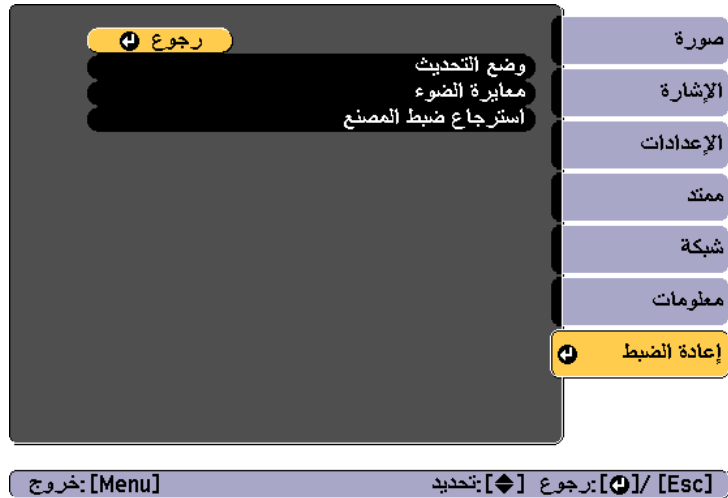 صورة
الإشارة
الإعدادات
ممتد
شبكة
معلومات
إعادة الضبط
رجوع
وضع التحديث
معايرة الضوء
استرجاع ضبط المصنع
[Esc] /[]:رجوع []:تحديد [Menu]:خروج